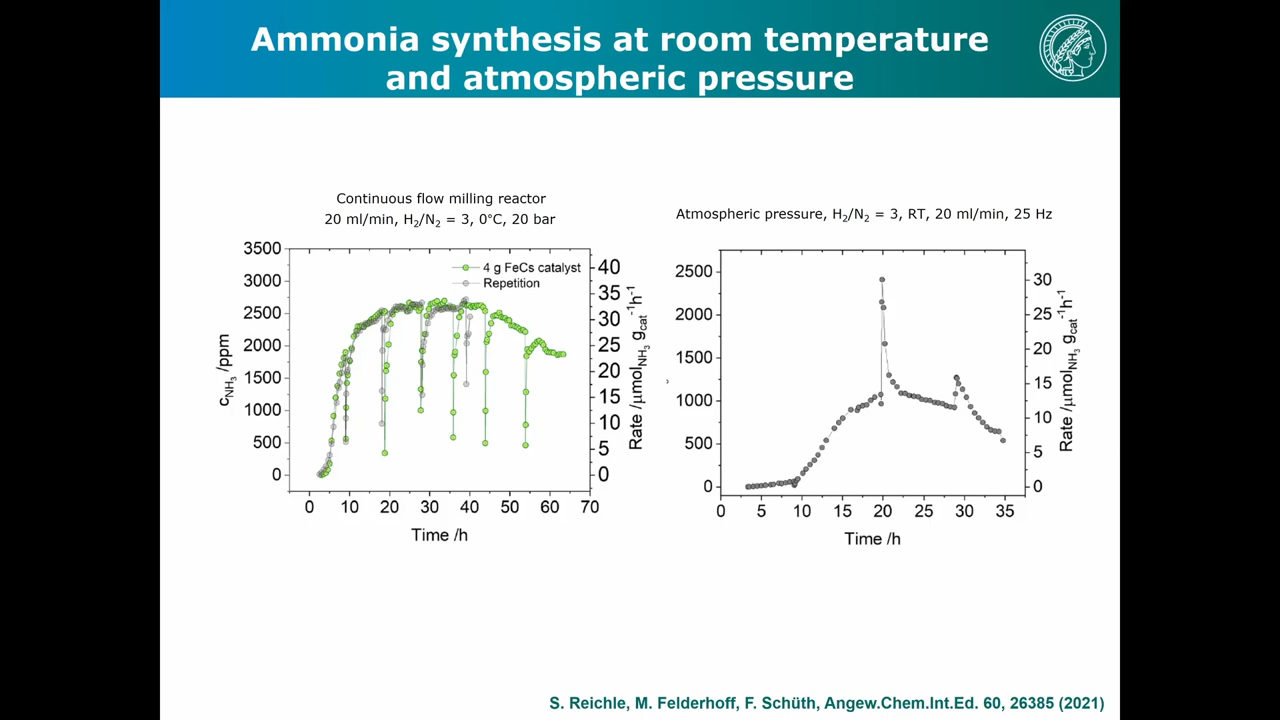 Ammonia synthesis at room temperature
and atmospheric pressure
Continuous flow milling reactor
20 ml/min, H₂/N₂ = 3, 0°C, 20 bar
3500
3000
2500
2000
1500
1000
500
0
c_NH₃ /ppm
4 g FeCs catalyst
Repetition
40
35
30
25
20
15
10
5
0
Rate /µmol_NH₃ g_cat⁻¹h⁻¹
0 10 20 30 40 50 60 70
Time /h
Atmospheric pressure, H₂/N₂ = 3, RT, 20 ml/min, 25 Hz
2500
2000
1500
1000
500
0
30
25
20
15
10
5
0
Rate /µmol_NH₃ g_cat⁻¹h⁻¹
0 5 10 15 20 25 30 35
Time /h
S. Reichle, M. Felderhoff, F. Schüth, Angew.Chem.Int.Ed. 60, 26385 (2021)